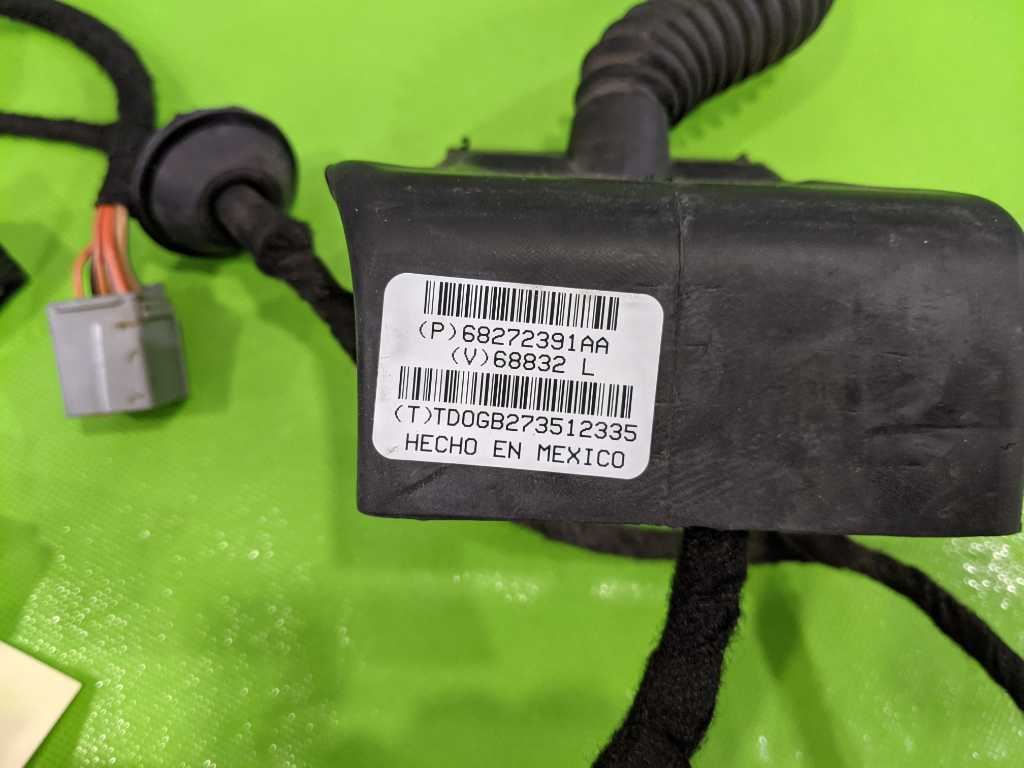 (P)68272391AA
(V)68832 L
(T)TD0GB273512335
HECHO EN MEXICO